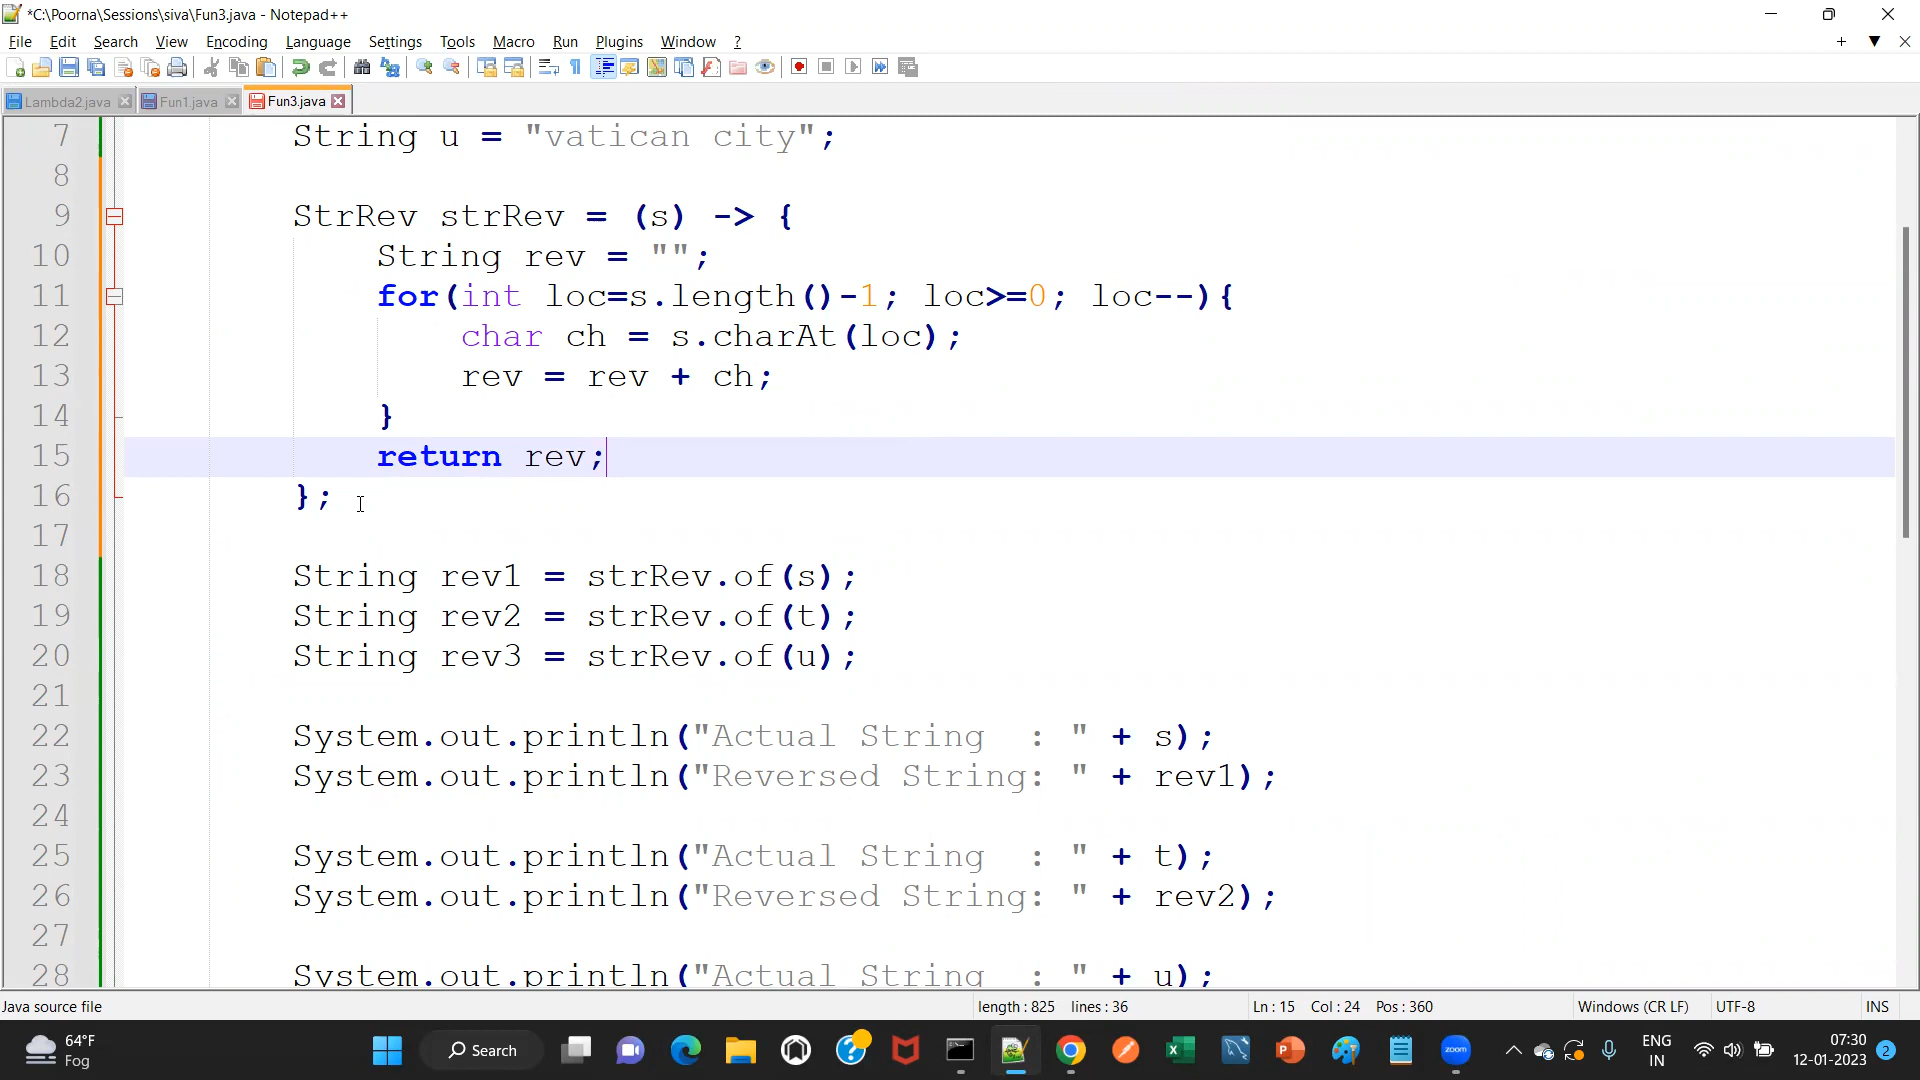 *C:\Poorna\Sessions\siva\Fun3.java - Notepad++
File Edit Search View Encoding Language Settings Tools Macro Run Plugins Window ?
Lambda2.java Fun1.java Fun3.java
7 String u = "vatican city";
8
9 StrRev strRev = (s) -> {
10 String rev = "";
11 for(int loc=s.length()-1; loc>=0; loc--){
12 char ch = s.charAt(loc);
13 rev = rev + ch;
14 }
15 return rev;
16 };
17
18 String rev1 = strRev.of(s);
19 String rev2 = strRev.of(t);
20 String rev3 = strRev.of(u);
21
22 System.out.println("Actual String  : " + s);
23 System.out.println("Reversed String: " + rev1);
24
25 System.out.println("Actual String  : " + t);
26 System.out.println("Reversed String: " + rev2);
27
28 System.out.println("Actual String  : " + u);
Java source file length : 825 lines : 36 Ln : 15 Col : 24 Pos : 360 Windows (CR LF) UTF-8 INS
64°F
Fog
Search
zoom
ENG
IN
07:30
12-01-2023
2